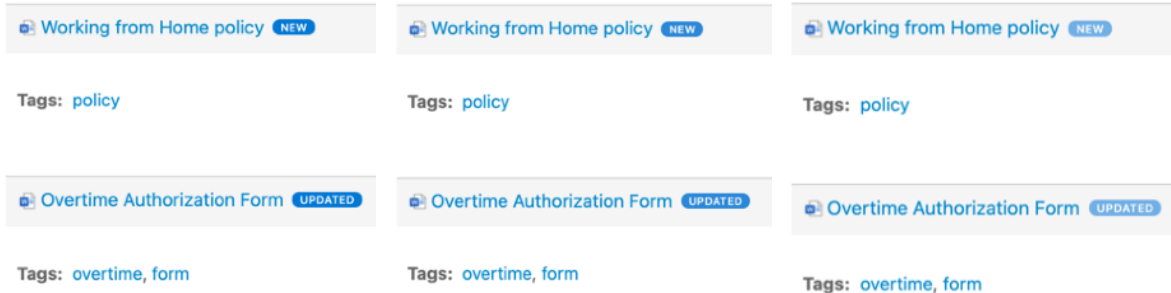 Working from Home policy NEW
Tags: policy
Overtime Authorization Form UPDATED
Tags: overtime, form
Working from Home policy NEW
Tags: policy
Overtime Authorization Form UPDATED
Tags: overtime, form
Working from Home policy NEW
Tags: policy
Overtime Authorization Form UPDATED
Tags: overtime, form